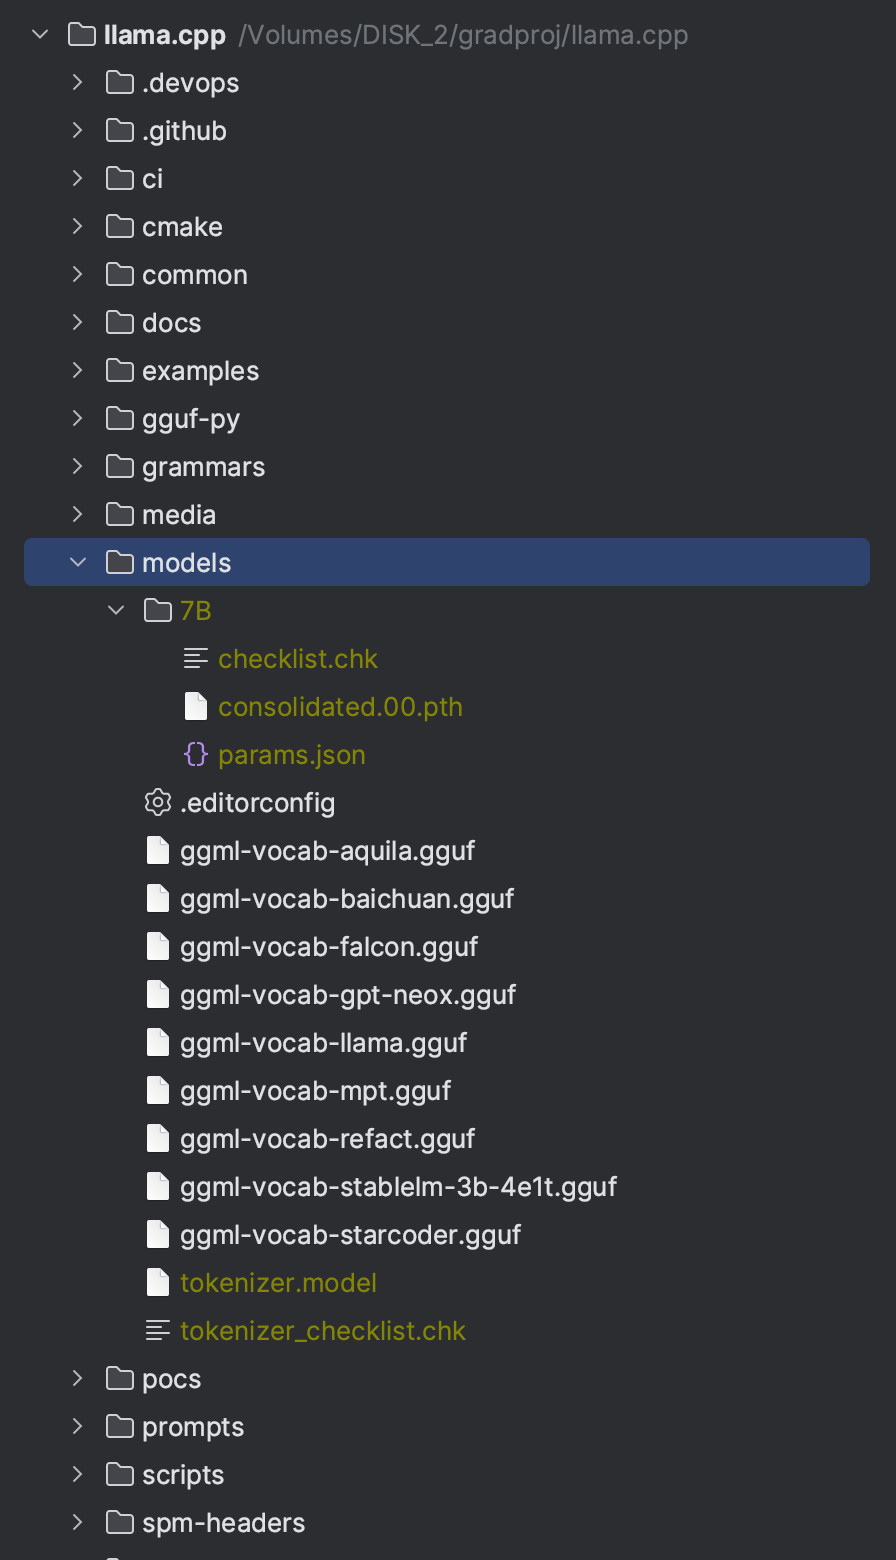 llama.cpp /Volumes/DISK_2/gradproj/llama.cpp
.devops
.github
ci
cmake
common
docs
examples
gguf-py
grammars
media
models
7B
checklist.chk
consolidated.00.pth
params.json
.editorconfig
ggml-vocab-aquila.gguf
ggml-vocab-baichuan.gguf
ggml-vocab-falcon.gguf
ggml-vocab-gpt-neox.gguf
ggml-vocab-llama.gguf
ggml-vocab-mpt.gguf
ggml-vocab-refact.gguf
ggml-vocab-stablelm-3b-4e1t.gguf
ggml-vocab-starcoder.gguf
tokenizer.model
tokenizer_checklist.chk
pocs
prompts
scripts
spm-headers